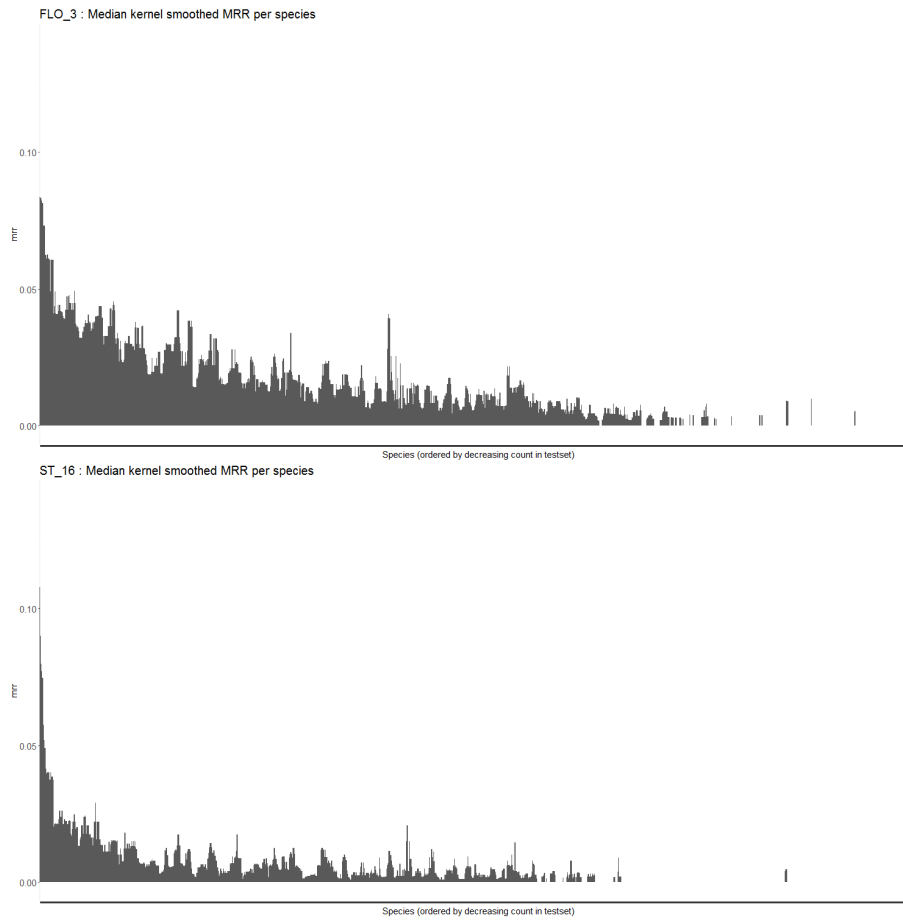 FLO_3 : Median kernel smoothed MRR per species
0.10
0.05
0.00
mrr
Species (ordered by decreasing count in testset)
ST_16 : Median kernel smoothed MRR per species
0.10
0.05
0.00
mrr
Species (ordered by decreasing count in testset)